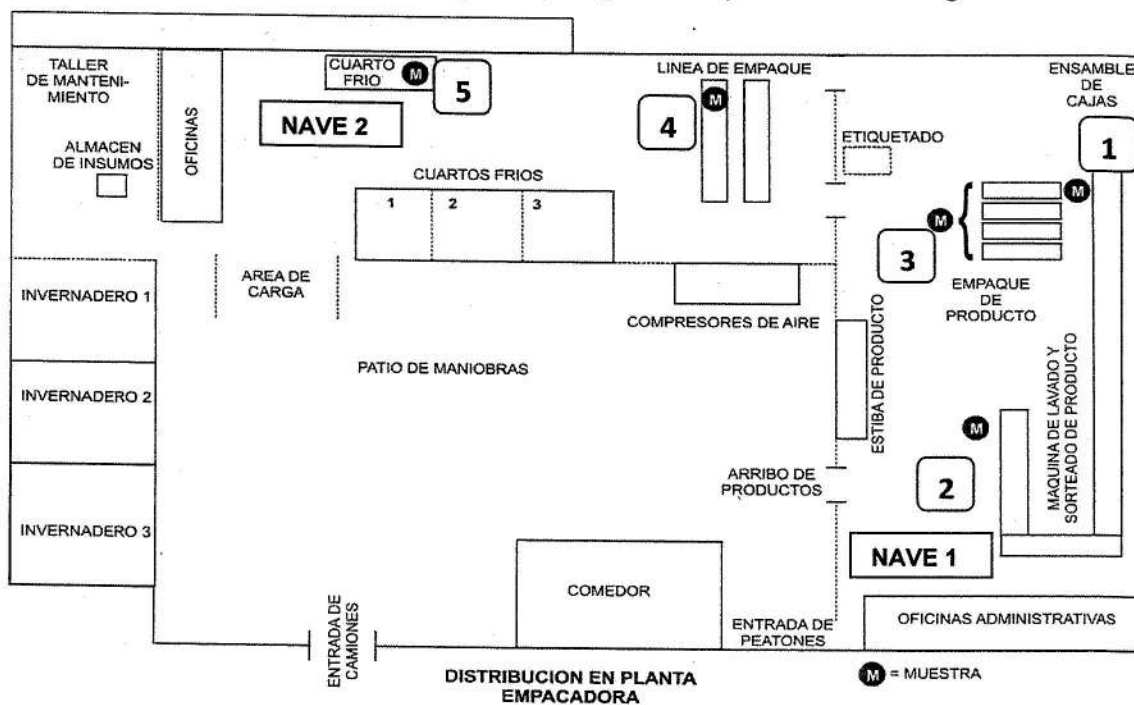 TALLER
DE MANTENI-
MIENTO
OFICINAS
CUARTO
FRIO
M
5
NAVE 2
LINEA DE EMPAQUE
M
4
ENSAMBLE
DE
CAJAS
1
ETIQUETADO
ALMACEN
DE INSUMOS
CUARTOS FRIOS
1
2
3
M
M
3
EMPAQUE
DE
PRODUCTO
INVERNADERO 1
AREA DE
CARGA
COMPRESORES DE AIRE
PATIO DE MANIOBRAS
ESTIBA DE PRODUCTO
MAQUINA DE LAVADO Y
SORTEADO DE PRODUCTO
INVERNADERO 2
M
2
ARRIBO DE
PRODUCTOS
INVERNADERO 3
NAVE 1
COMEDOR
ENTRADA DE
CAMIONES
ENTRADA DE
PEATONES
OFICINAS ADMINISTRATIVAS
DISTRIBUCION EN PLANTA
EMPACADORA
M = MUESTRA